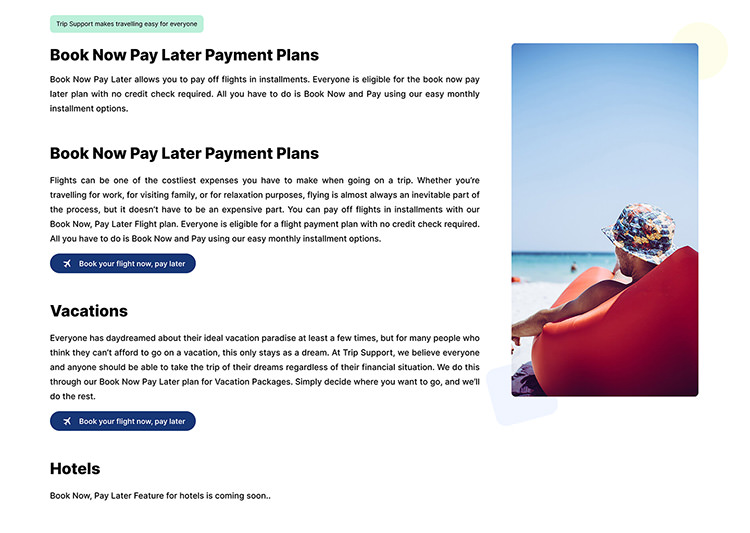 Trip Support makes travelling easy for everyone
Book Now Pay Later Payment Plans
Book Now Pay Later allows you to pay off flights in installments. Everyone is eligible for the book now pay
later plan with no credit check required. All you have to do is Book Now and Pay using our easy monthly
installment options.
Book Now Pay Later Payment Plans
Flights can be one of the costliest expenses you have to make when going on a trip. Whether you’re
travelling for work, for visiting family, or for relaxation purposes, flying is almost always an inevitable part of
the process, but it doesn’t have to be an expensive part. You can pay off flights in installments with our
Book Now, Pay Later Flight plan. Everyone is eligible for a flight payment plan with no credit check required.
All you have to do is Book Now and Pay using our easy monthly installment options.
Book your flight now, pay later
Vacations
Everyone has daydreamed about their ideal vacation paradise at least a few times, but for many people who
think they can’t afford to go on a vacation, this only stays as a dream. At Trip Support, we believe everyone
and anyone should be able to take the trip of their dreams regardless of their financial situation. We do this
through our Book Now Pay Later plan for Vacation Packages. Simply decide where you want to go, and we’ll
do the rest.
Book your flight now, pay later
Hotels
Book Now, Pay Later Feature for hotels is coming soon..